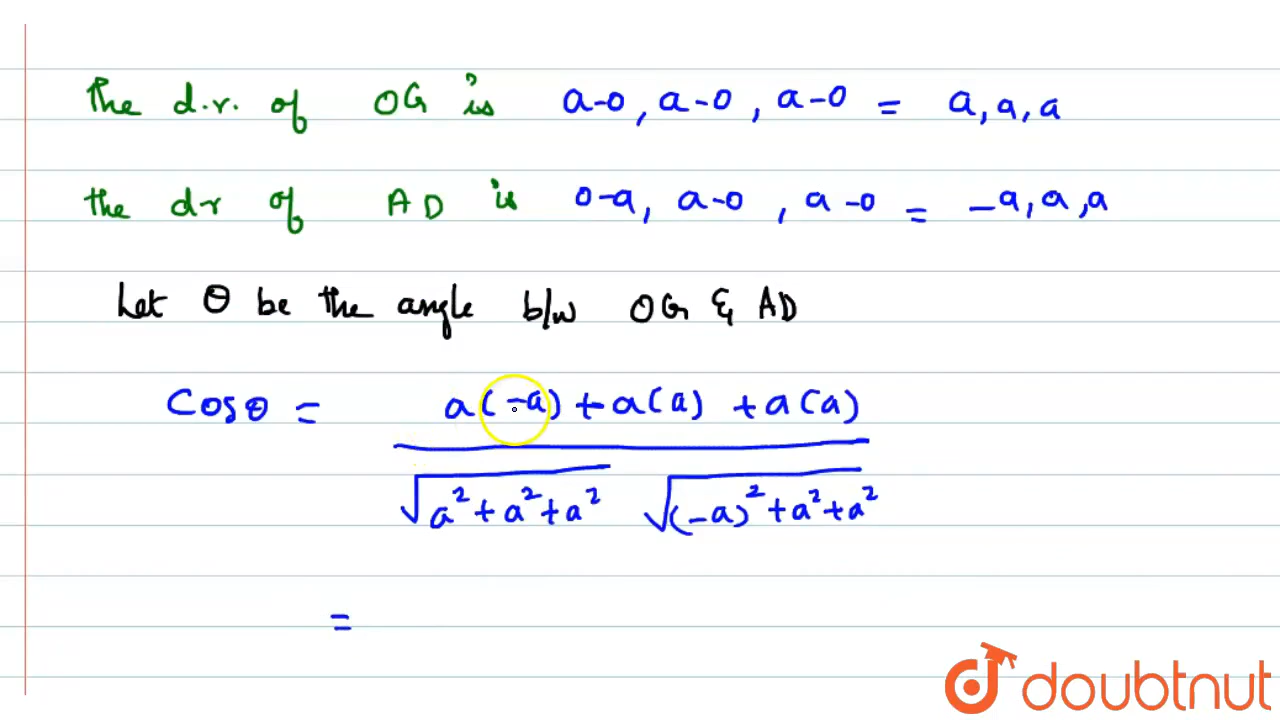 the d.r. of OG is a-0, a-0, a-0 = a, a, a
the dr of AD is 0-a, a-0, a-0 = -a, a, a
Let θ be the angle b/w OG & AD
Cosθ = a(-a) + a(a) + a(a)
√a²+a²+a² √(-a)²+a²+a²
=
doubtnut